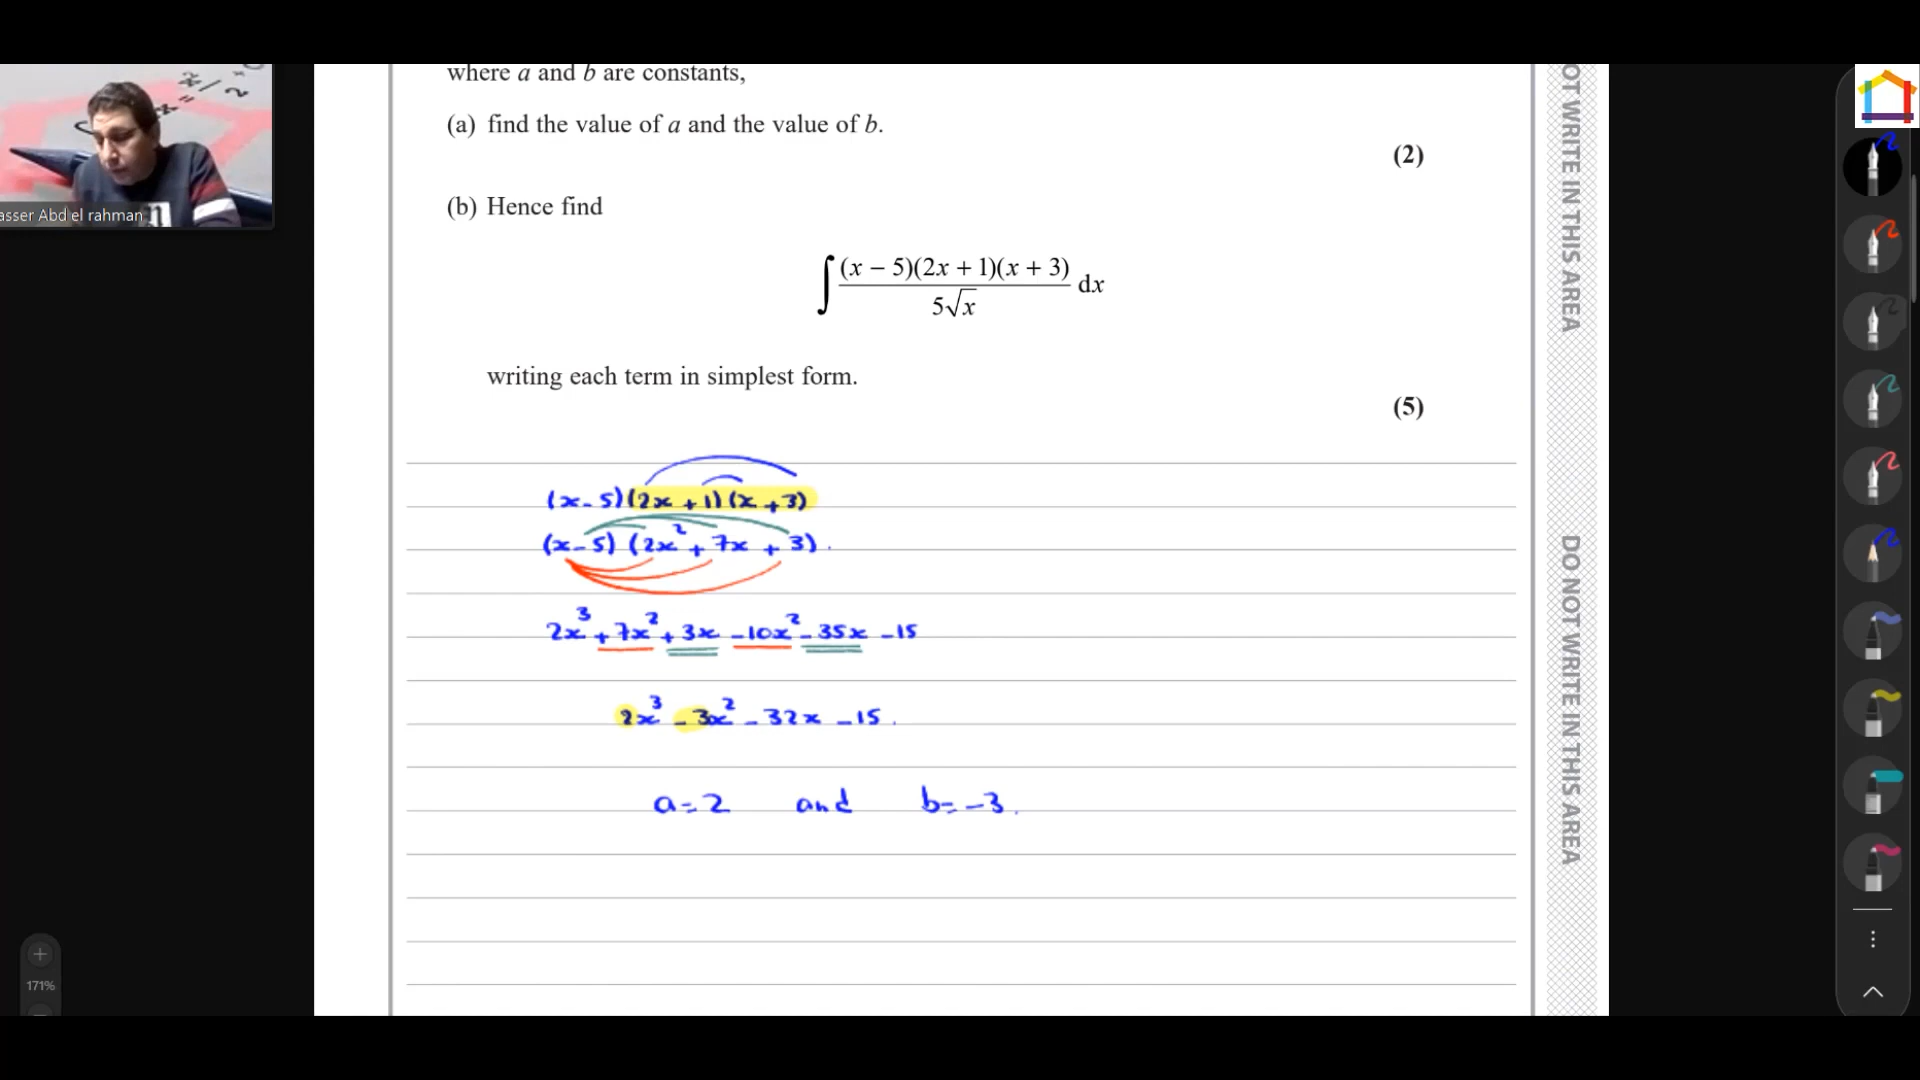 where a and b are constants,
(a) find the value of a and the value of b.
(2)
(b) Hence find
∫ (x − 5)(2x + 1)(x + 3) / 5√x dx
writing each term in simplest form.
(5)
(x - 5)(2x + 1)(x + 3)
(x - 5) (2x² + 7x + 3).
2x³ + 7x² + 3x - 10x² - 35x - 15
2x³ - 3x² - 32x - 15.
a = 2 and b = -3.
OT WRITE IN THIS AREA
DO NOT WRITE IN THIS AREA
asser Abd el rahman
171%